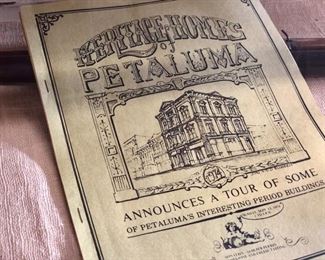 HERITAGE HOMES
of
PETALUMA
ANNOUNCES A TOUR OF SOME
OF PETALUMA'S INTERESTING PERIOD BUILDINGS